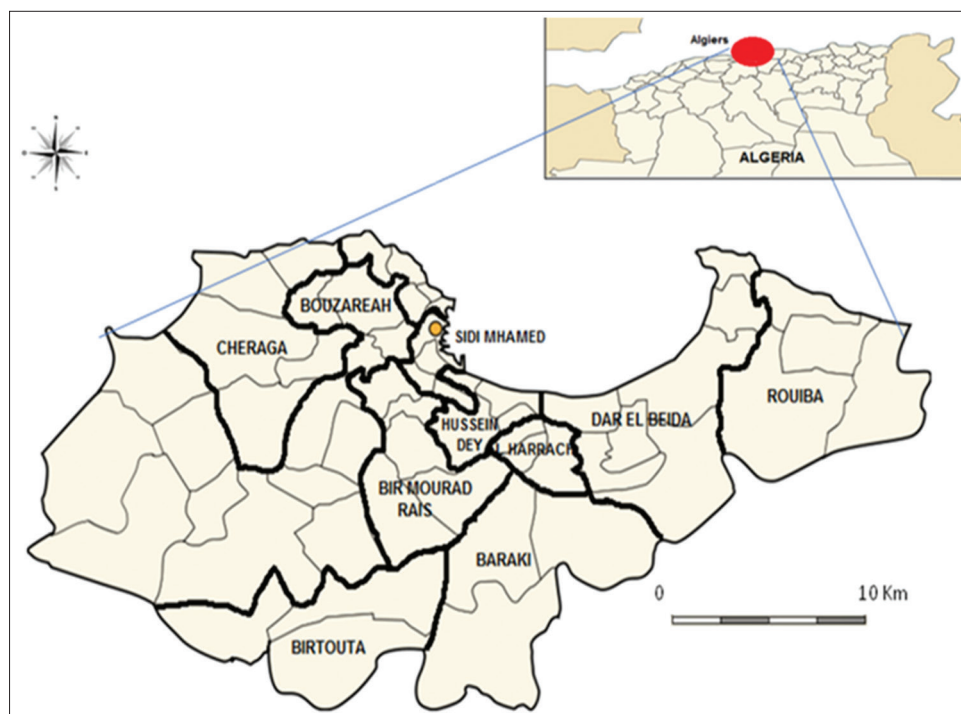 Algiers
ALGERIA
BOUZAREAH
SIDI MHAMED
CHERAGA
ROUIBA
DAR EL BEIDA
HUSSEIN
DEY
L HARRACH
BIR MOURAD
RAIS
BARAKI
0 10 Km
BIRTOUTA